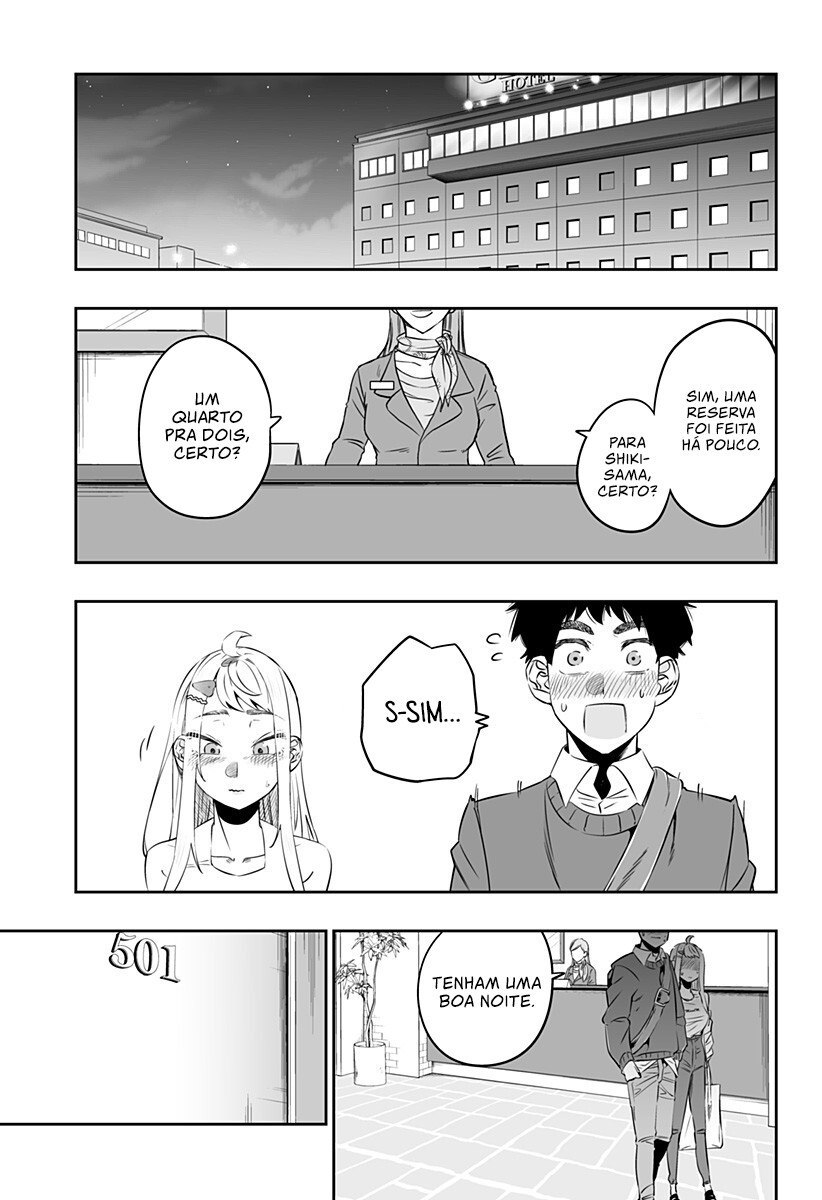 HOTEL
SIM, UMA
RESERVA
FOI FEITA
HÁ POUCO.
PARA
SHIKI-
SAMA,
CERTO?
UM
QUARTO
PRA DOIS,
CERTO?
S-SIM...
TENHAM UMA
BOA NOITE.
501